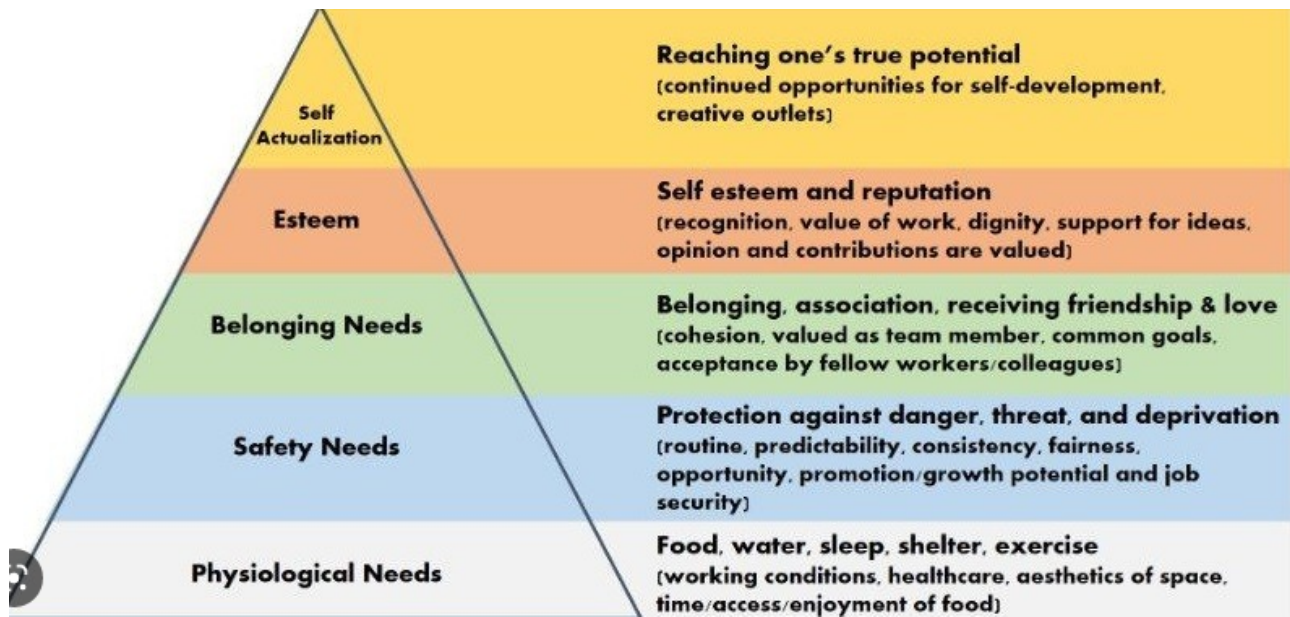 Reaching one's true potential
(continued opportunities for self-development,
creative outlets)
Self
Actualization
Self esteem and reputation
(recognition, value of work, dignity, support for ideas,
opinion and contributions are valued)
Esteem
Belonging, association, receiving friendship & love
(cohesion, valued as team member, common goals,
acceptance by fellow workers/colleagues)
Belonging Needs
Protection against danger, threat, and deprivation
(routine, predictability, consistency, fairness,
opportunity, promotion/growth potential and job
security)
Safety Needs
Food, water, sleep, shelter, exercise
(working conditions, healthcare, aesthetics of space,
time/access/enjoyment of food)
Physiological Needs